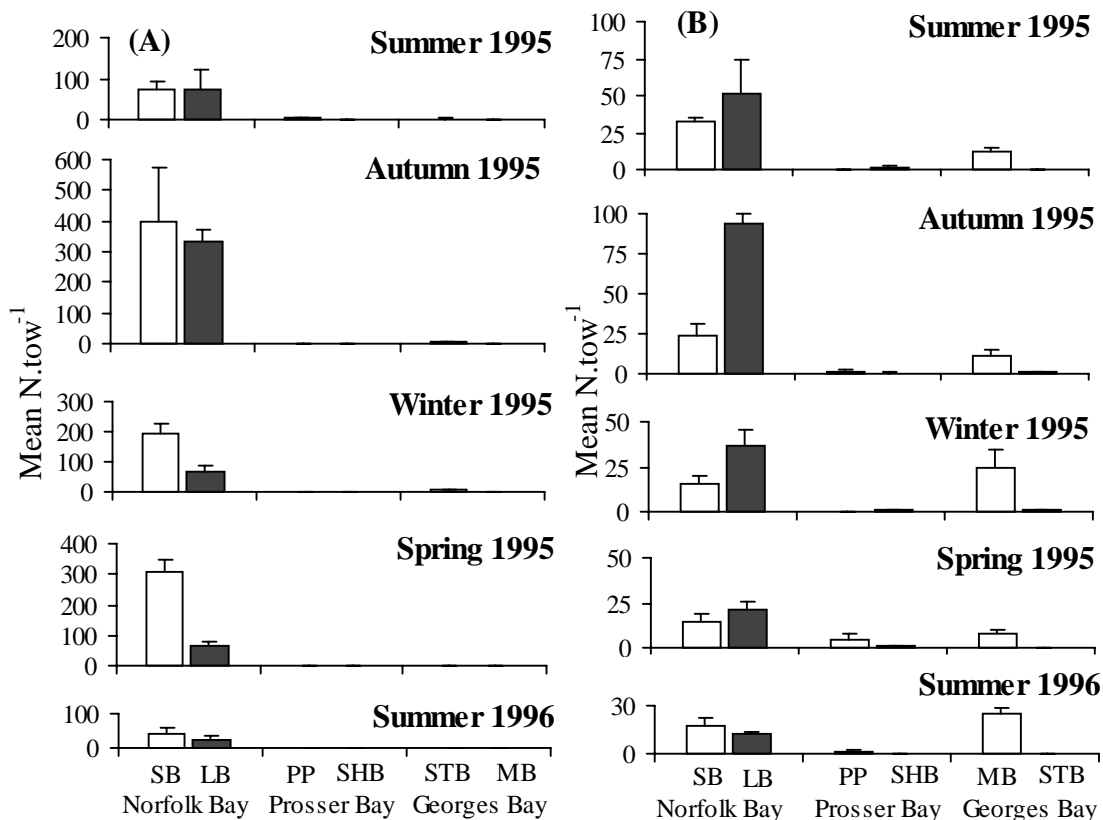 (A)
Summer 1995
200
100
0
Autumn 1995
600
500
400
300
200
100
0
Winter 1995
300
200
100
0
Spring 1995
400
300
200
100
0
Summer 1996
100
0
Mean N.tow-1
SB LB PP SHB STB MB
Norfolk Bay Prosser Bay Georges Bay
(B)
Summer 1995
100
75
50
25
0
Autumn 1995
100
75
50
25
0
Winter 1995
50
25
0
Spring 1995
50
25
0
Summer 1996
30
0
Mean N.tow-1
SB LB PP SHB MB STB
Norfolk Bay Prosser Bay Georges Bay